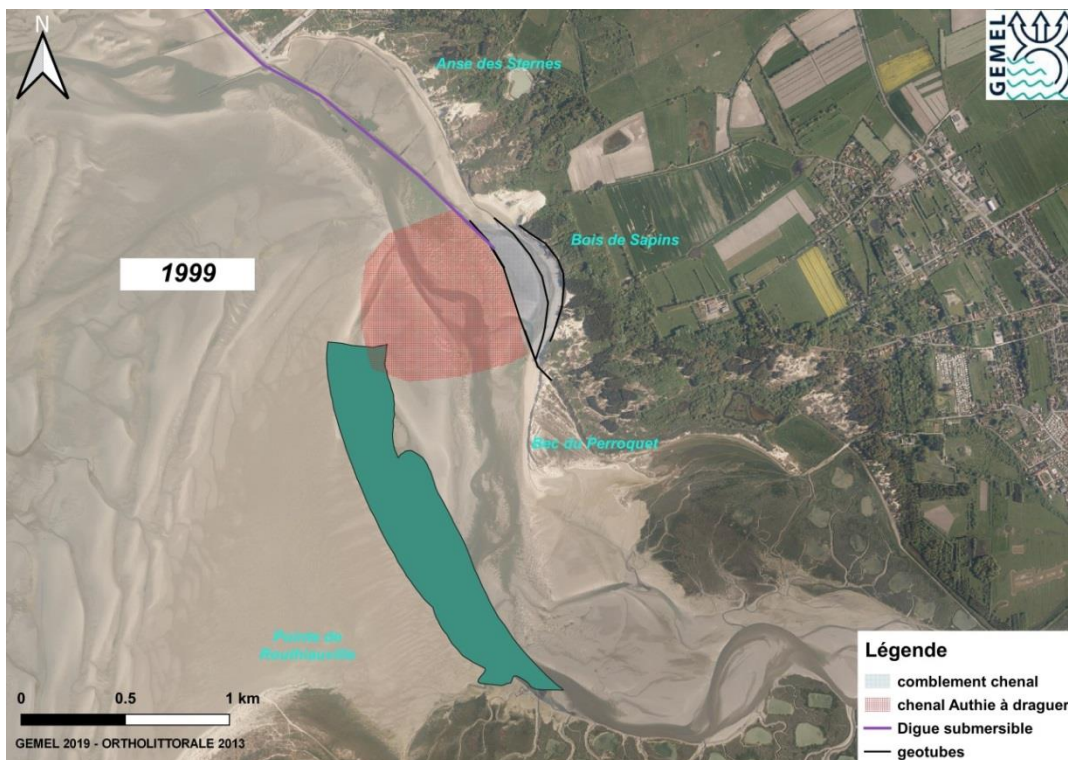 N
Anse des Sternes
GEMEL
Bois de Sapins
1999
Bec du Perroquet
Pointe de
Routhiauville
0 0.5 1 km
GEMEL 2019 - ORTHOLITTORALE 2013
Légende
comblement chenal
chenal Authie à draguer
Digue submersible
geotubes